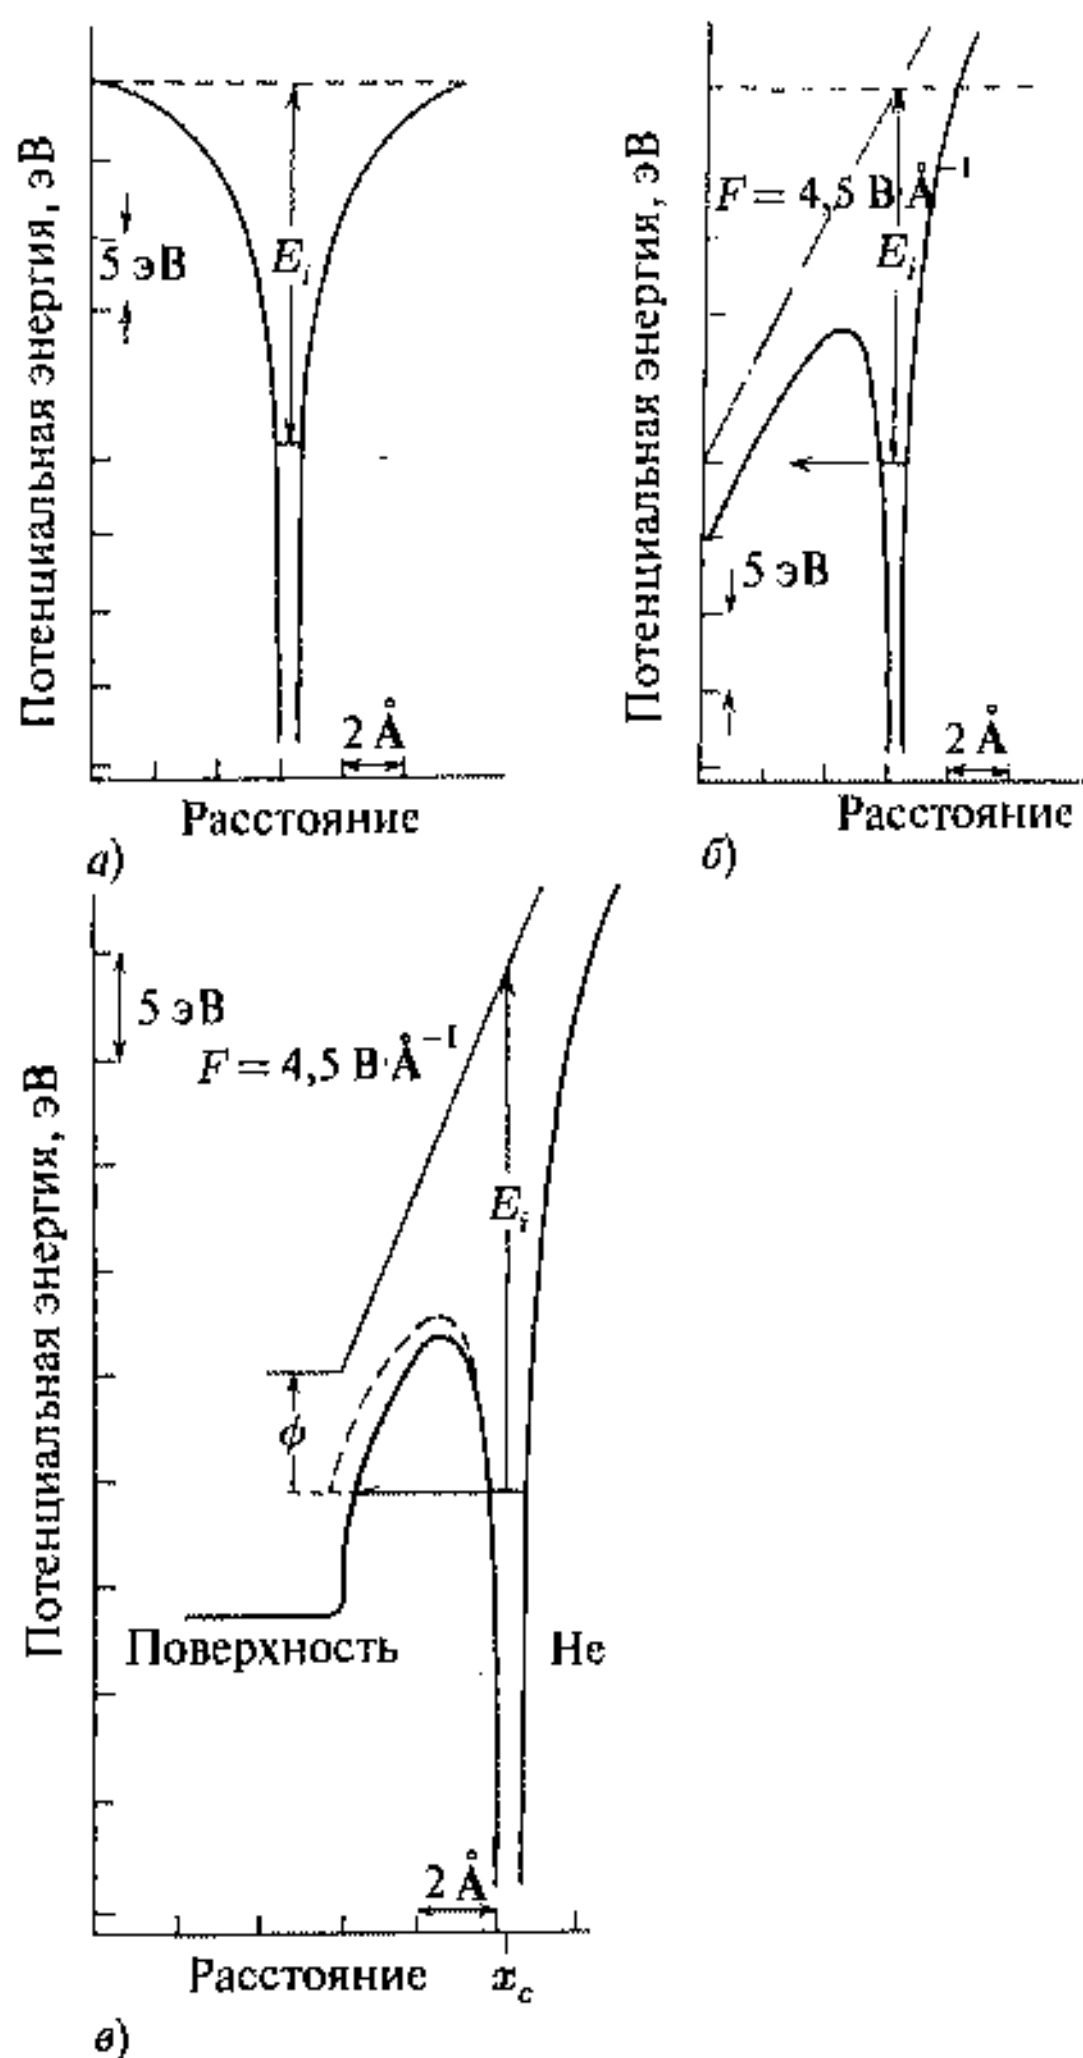 Потенциальная энергия, эВ
5 эВ
E_i
2 Å
Расстояние
а)
Потенциальная энергия, эВ
F = 4,5 В·Å⁻¹
E_i
5 эВ
2 Å
Расстояние
б)
Потенциальная энергия, эВ
5 эВ
F = 4,5 В·Å⁻¹
E_i
ϕ
Поверхность
He
2 Å
Расстояние
x_c
в)